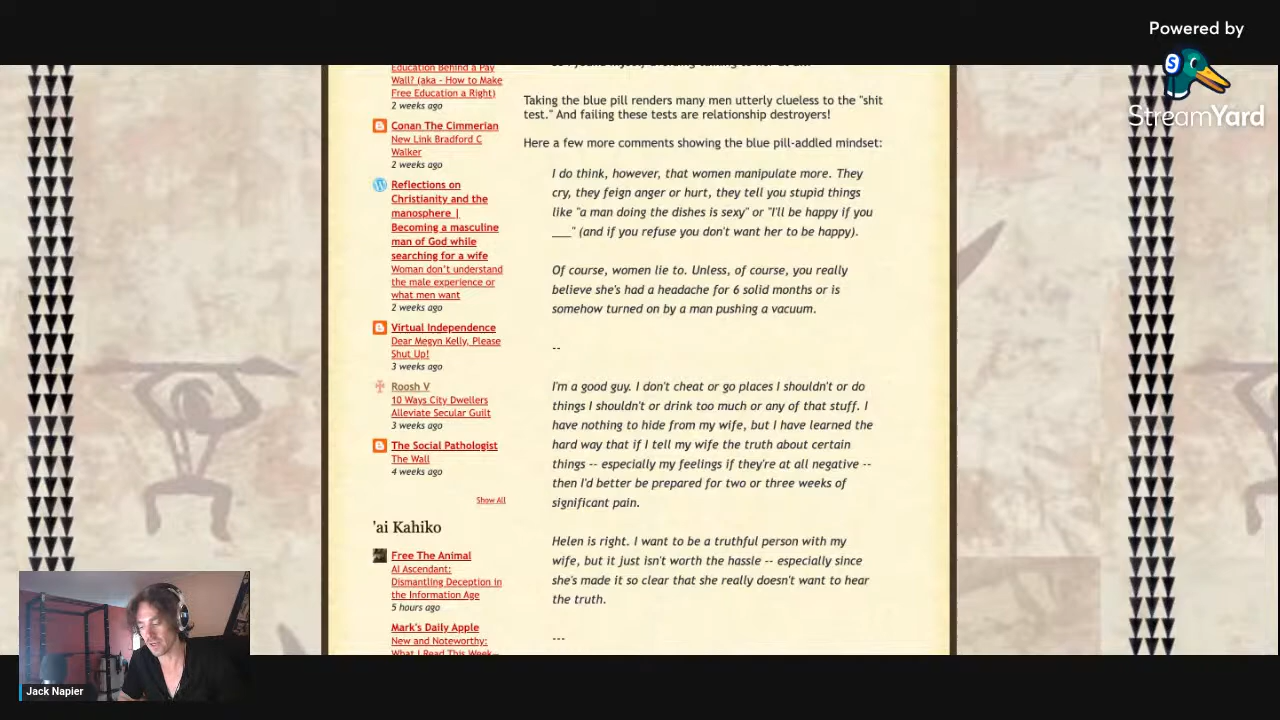 Powered by
StreamYard
Education Behind a Pay
Wall? (aka - How to Make
Free Education a Right)
2 weeks ago
Conan The Cimmerian
New Link Bradford C
Walker
2 weeks ago
Reflections on
Christianity and the
manosphere |
Becoming a masculine
man of God while
searching for a wife
Woman don't understand
the male experience or
what men want
2 weeks ago
Virtual Independence
Dear Megyn Kelly, Please
Shut Up!
3 weeks ago
Roosh V
10 Ways City Dwellers
Alleviate Secular Guilt
3 weeks ago
The Social Pathologist
The Wall
4 weeks ago
Show All
'ai Kahiko
Free The Animal
AI Ascendant:
Dismantling Deception in
the Information Age
5 hours ago
Mark's Daily Apple
New and Noteworthy:
What I Read This Week—
Taking the blue pill renders many men utterly clueless to the "shit
test." And failing these tests are relationship destroyers!
Here a few more comments showing the blue pill-addled mindset:
I do think, however, that women manipulate more. They
cry, they feign anger or hurt, they tell you stupid things
like "a man doing the dishes is sexy" or "I'll be happy if you
___" (and if you refuse you don't want her to be happy).
Of course, women lie to. Unless, of course, you really
believe she's had a headache for 6 solid months or is
somehow turned on by a man pushing a vacuum.
--
I'm a good guy. I don't cheat or go places I shouldn't or do
things I shouldn't or drink too much or any of that stuff. I
have nothing to hide from my wife, but I have learned the
hard way that if I tell my wife the truth about certain
things -- especially my feelings if they're at all negative --
then I'd better be prepared for two or three weeks of
significant pain.
Helen is right. I want to be a truthful person with my
wife, but it just isn't worth the hassle -- especially since
she's made it so clear that she really doesn't want to hear
the truth.
---
Jack Napier